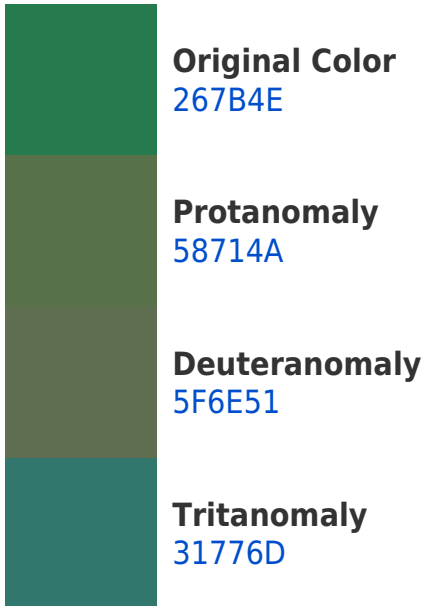 Original Color
267B4E
Protanomaly
58714A
Deuteranomaly
5F6E51
Tritanomaly
31776D